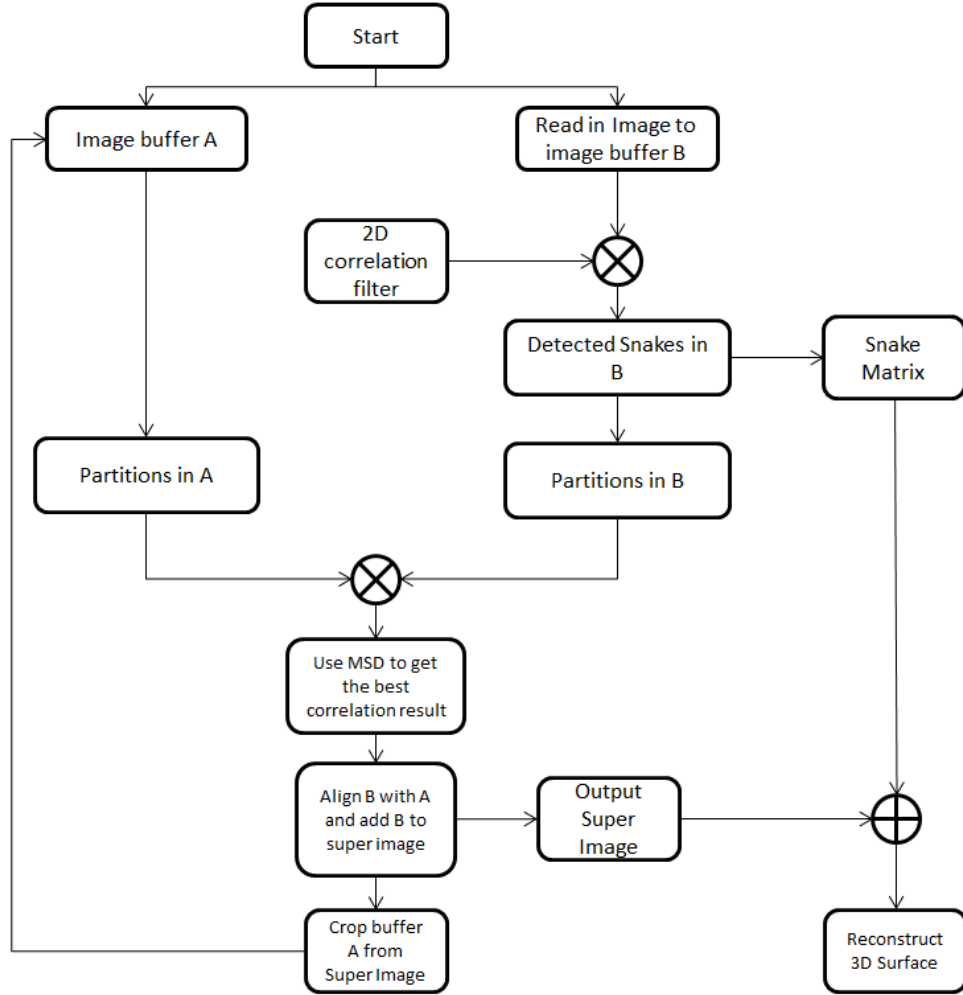 Start
Image buffer A
Read in Image to
image buffer B
2D
correlation
filter
Detected Snakes in
B
Snake
Matrix
Partitions in A
Partitions in B
Use MSD to get
the best
correlation result
Align B with A
and add B to
super image
Output
Super
Image
Crop buffer
A from
Super Image
Reconstruct
3D Surface